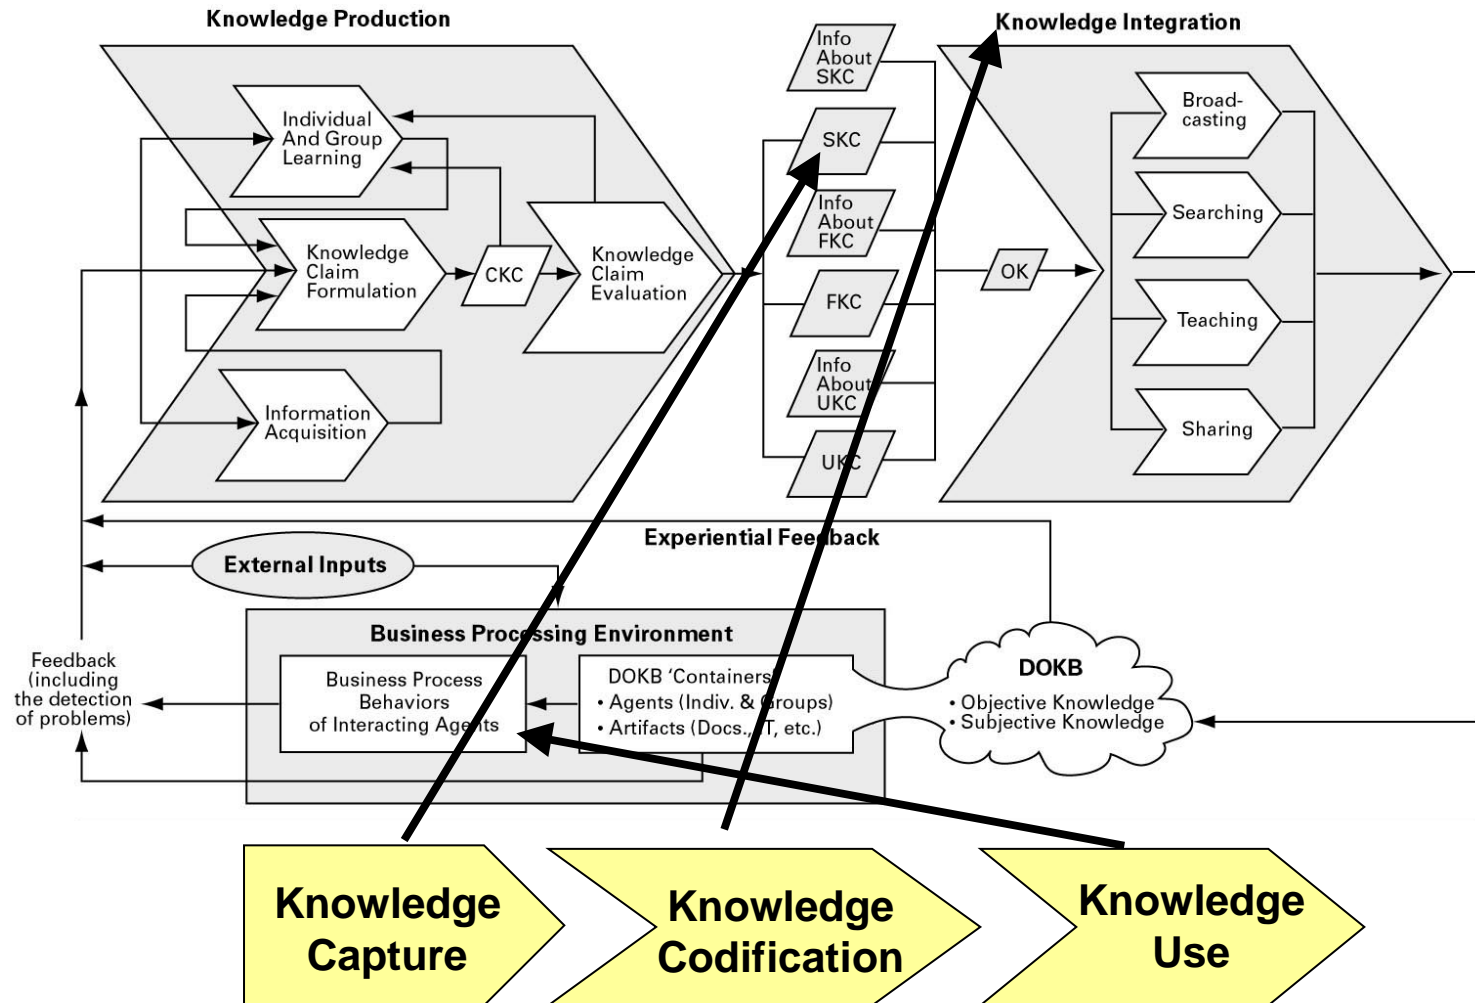 Knowledge Production
Knowledge Integration
Individual
And Group
Learning
Knowledge
Claim
Formulation
CKC
Knowledge
Claim
Evaluation
Information
Acquisition
Info
About
SKC
SKC
Info
About
FKC
FKC
Info
About
UKC
UKC
OK
Broad-
casting
Searching
Teaching
Sharing
Experiential Feedback
External Inputs
Business Processing Environment
Feedback
(including
the detection
of problems)
Business Process
Behaviors
of Interacting Agents
DOKB 'Containers'
• Agents (Indiv. & Groups)
• Artifacts (Docs., IT, etc.)
DOKB
• Objective Knowledge
• Subjective Knowledge
Knowledge
Capture
Knowledge
Codification
Knowledge
Use